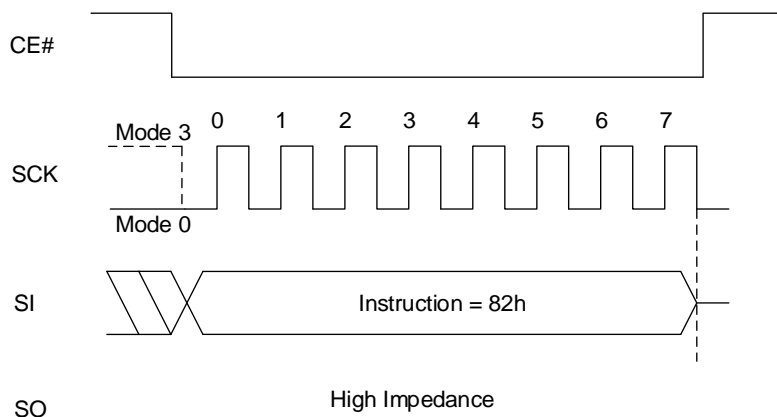 CE#
Mode 3
0 1 2 3 4 5 6 7
SCK
Mode 0
SI
Instruction = 82h
SO
High Impedance